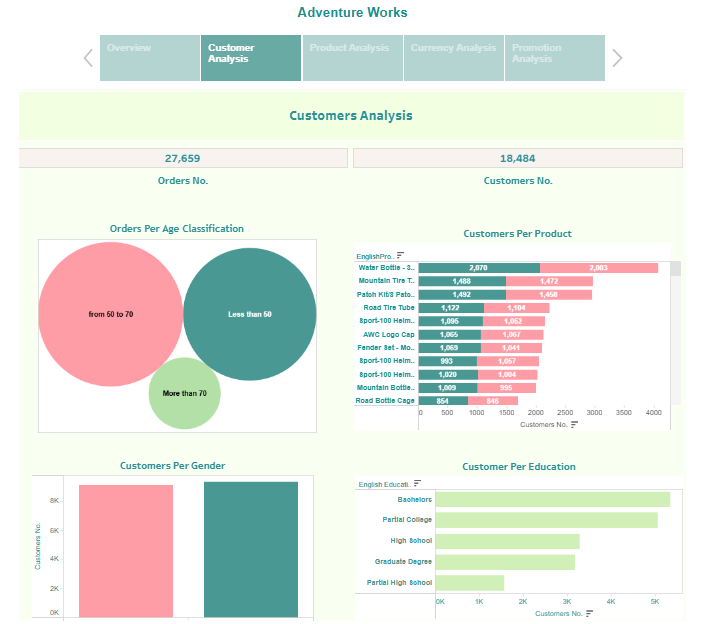 Adventure Works
Overview
Customer
Analysis
Product Analysis
Currency Analysis
Promotion
Analysis
Customers Analysis
27,659
18,484
Orders No.
Customers No.
Orders Per Age Classification
from 50 to 70
Less than 50
More than 70
Customers Per Product
EnglishPro..
Water Bottle - 3.. 2,070 2,003
Mountain Tire T.. 1,488 1,472
Patch Kit/8 Patc.. 1,492 1,458
Road Tire Tube 1,122 1,104
Sport-100 Helm.. 1,095 1,052
AWC Logo Cap 1,065 1,067
Fender Set - Mo.. 1,069 1,041
Sport-100 Helm.. 993 1,057
Sport-100 Helm.. 1,020 1,004
Mountain Bottle.. 1,009 995
Road Bottle Cage 854 846
0 500 1000 1500 2000 2500 3000 3500 4000
Customers No.
Customers Per Gender
Customers No.
8K
6K
4K
2K
0K
Customer Per Education
English Educati..
Bachelors
Partial College
High School
Graduate Degree
Partial High School
0K 1K 2K 3K 4K 5K
Customers No.